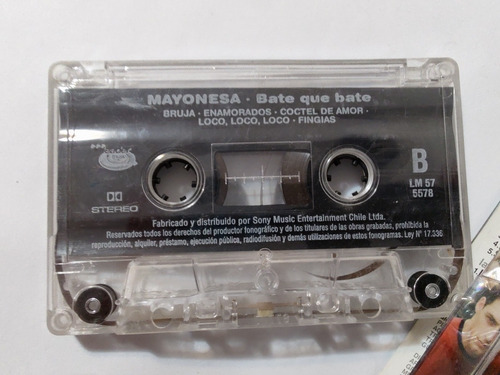 MAYONESA · Bate que bate
BRUJA · ENAMORADOS · COCTEL DE AMOR ·
LOCO, LOCO, LOCO · FINGIAS
B
LM 57
5578
STEREO
Fabricado y distribuido por Sony Music Entertainment Chile Ltda.
Reservados todos los derechos del productor fonográfico y de los titulares de las obras grabadas, prohibida la
reproducción, alquiler, préstamo, ejecución pública, radiodifusión y demás utilizaciones de estos fonogramas. Ley Nº 17.336